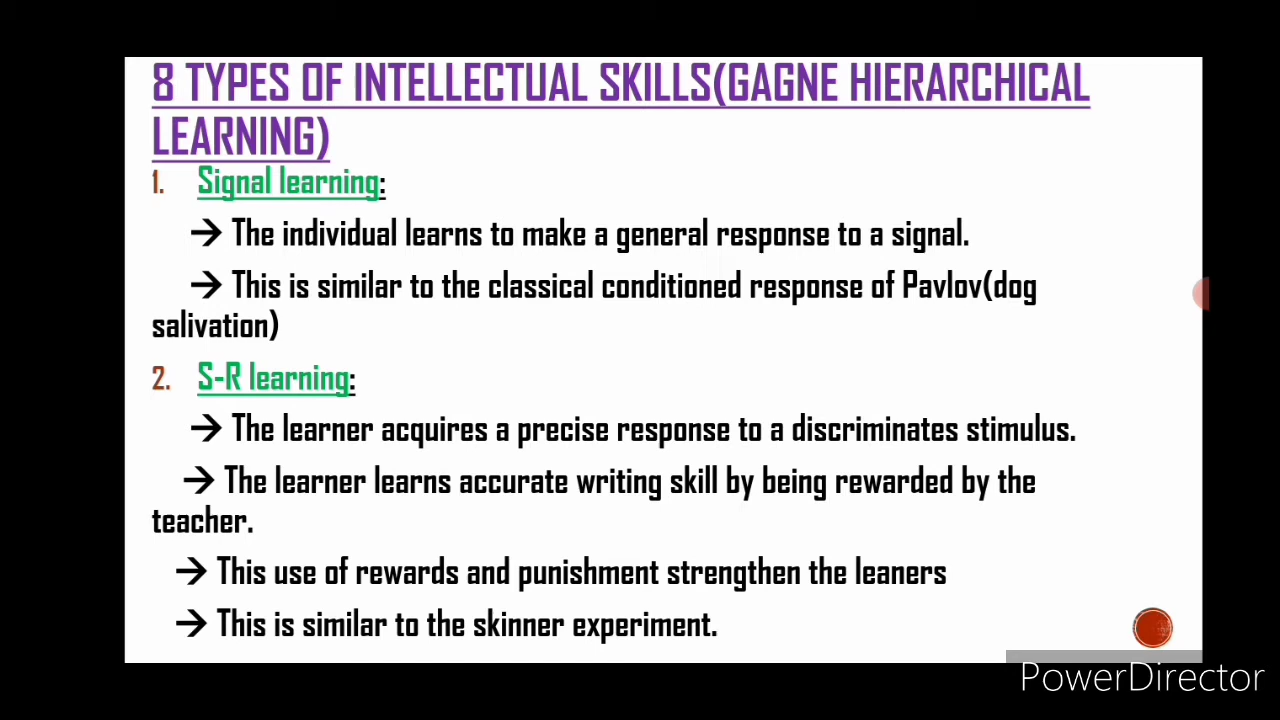 8 TYPES OF INTELLECTUAL SKILLS(GAGNE HIERARCHICAL
LEARNING)
1. Signal learning:
→ The individual learns to make a general response to a signal.
→ This is similar to the classical conditioned response of Pavlov(dog
salivation)
2. S-R learning:
→ The learner acquires a precise response to a discriminates stimulus.
→ The learner learns accurate writing skill by being rewarded by the
teacher.
→ This use of rewards and punishment strengthen the leaners
→ This is similar to the skinner experiment.
PowerDirector